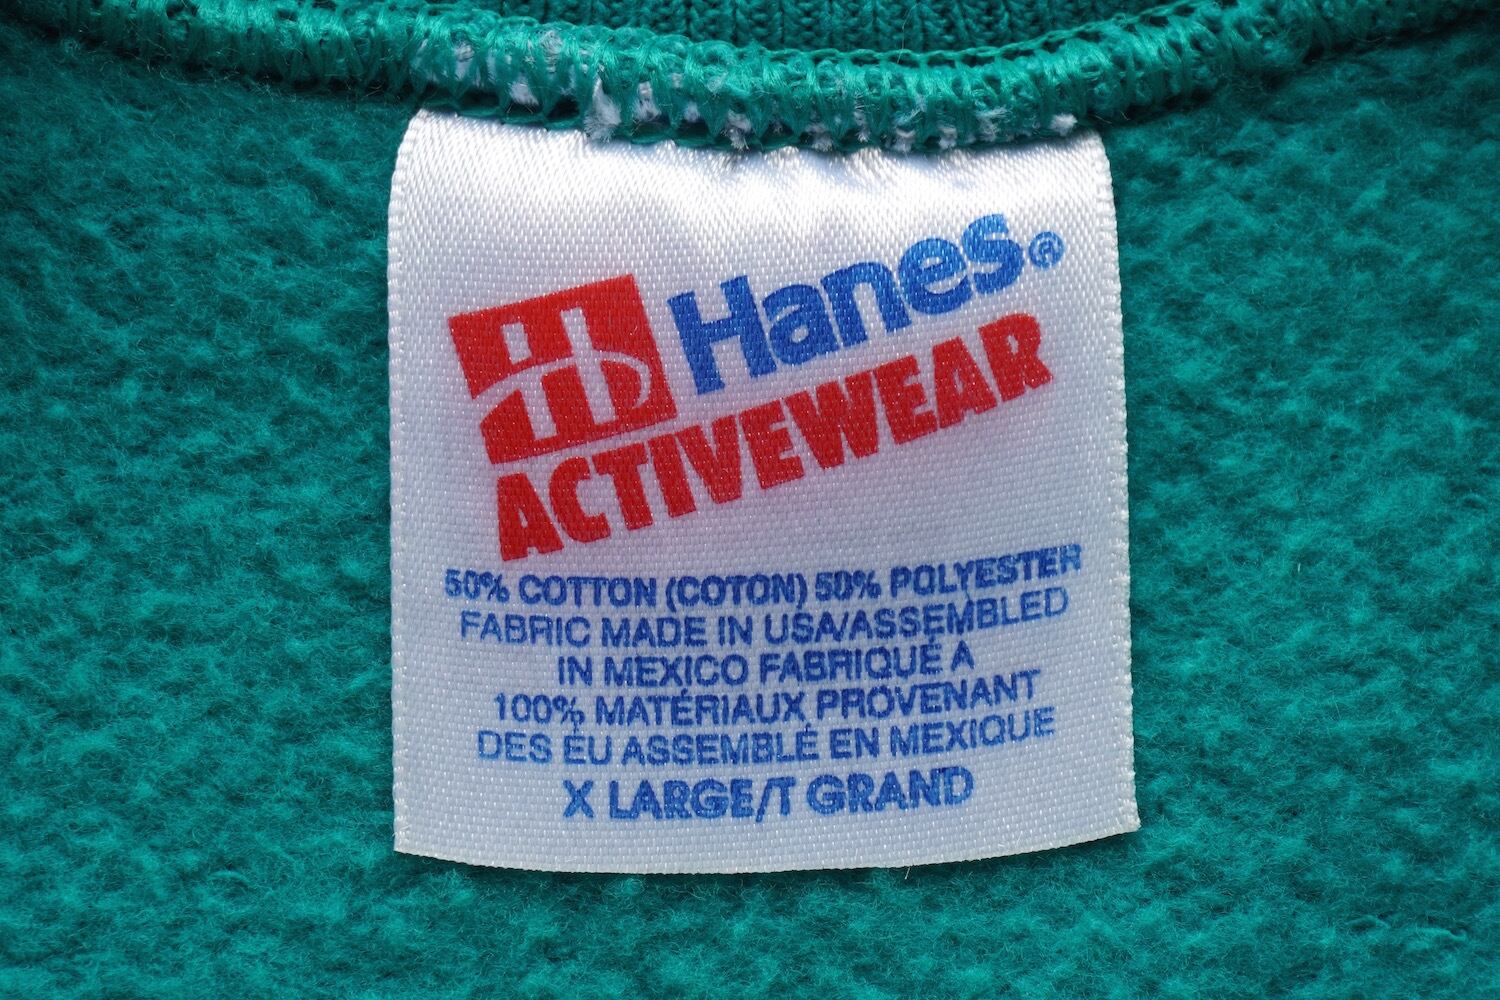 Hanes®
ACTIVEWEAR
50% COTTON (COTON) 50% POLYESTER
FABRIC MADE IN USA/ASSEMBLED
IN MEXICO FABRIQUÉ A
100% MATÉRIAUX PROVENANT
DES ÉU ASSEMBLÉ EN MEXIQUE
X LARGE/T GRAND